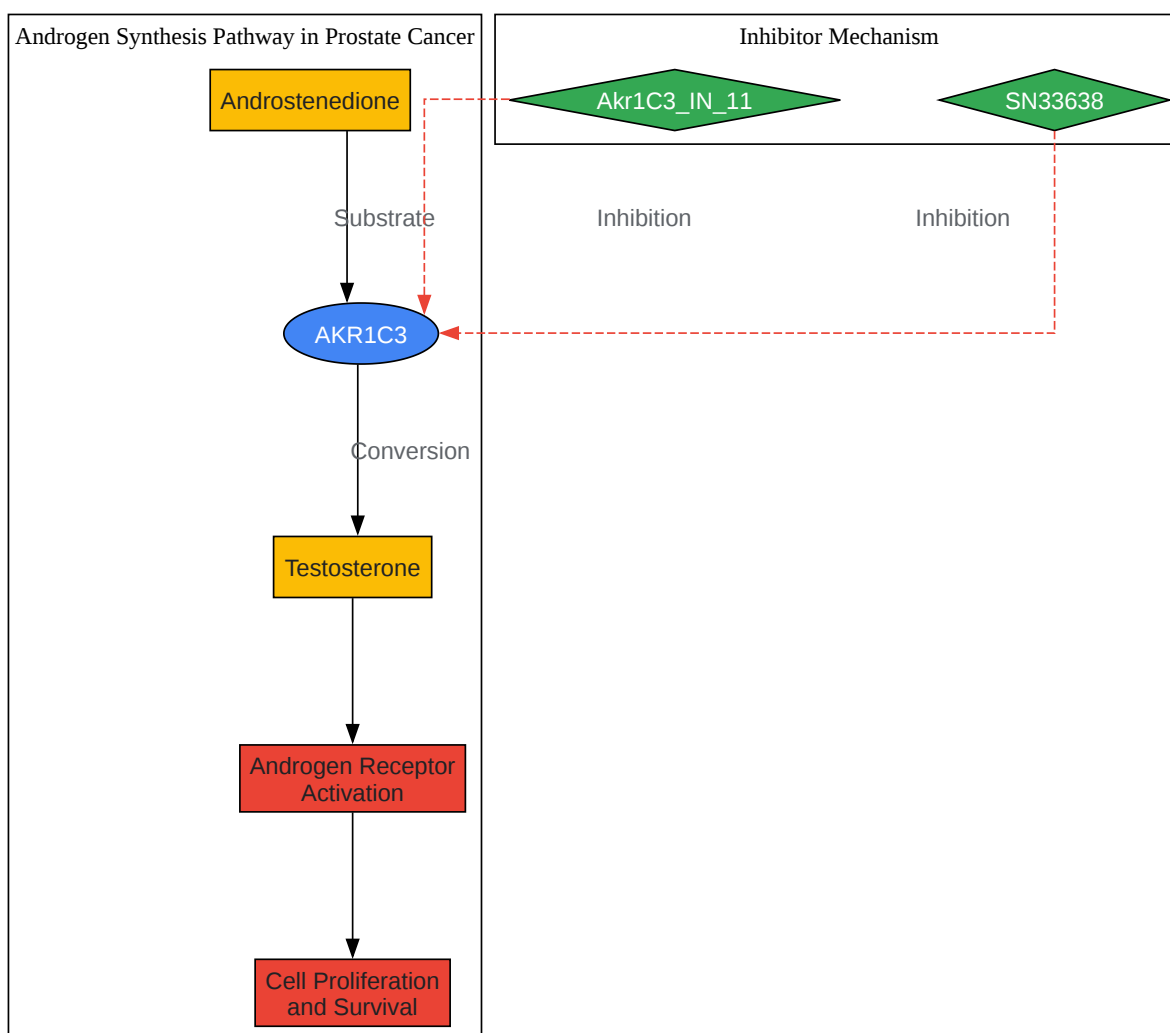 Androgen Synthesis Pathway in Prostate Cancer
Inhibitor Mechanism
Androstenedione
Akr1C3_IN_11
SN33638
Substrate
Inhibition
Inhibition
AKR1C3
Conversion
Testosterone
Androgen Receptor
Activation
Cell Proliferation
and Survival